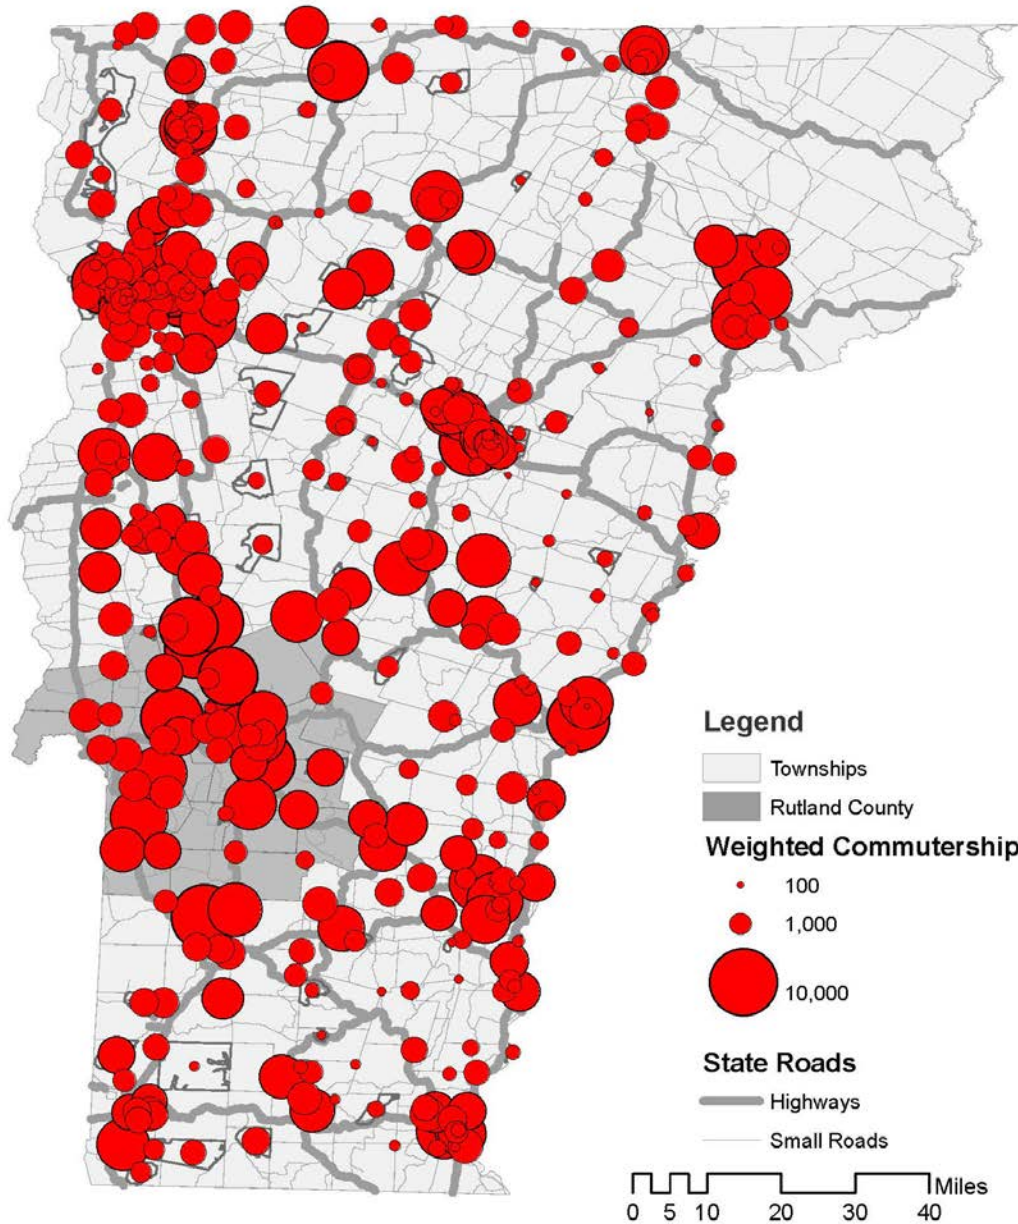 Legend
Townships
Rutland County
Weighted Commutership
100
1,000
10,000
State Roads
Highways
Small Roads
Miles
0 5 10 20 30 40